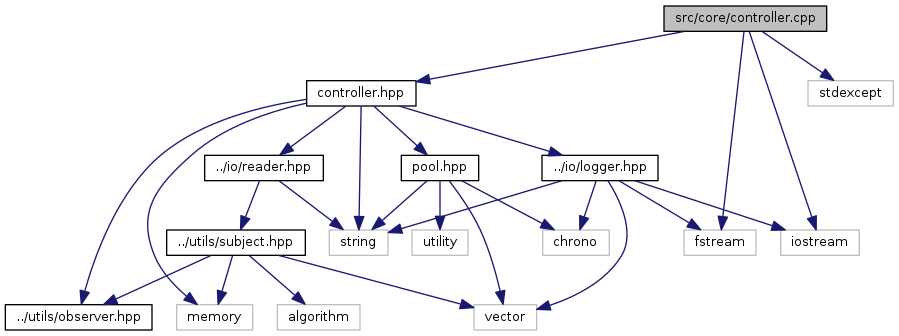 src/core/controller.cpp
controller.hpp
stdexcept
../io/reader.hpp
pool.hpp
../io/logger.hpp
../utils/subject.hpp
string
utility
chrono
fstream
iostream
../utils/observer.hpp
memory
algorithm
vector